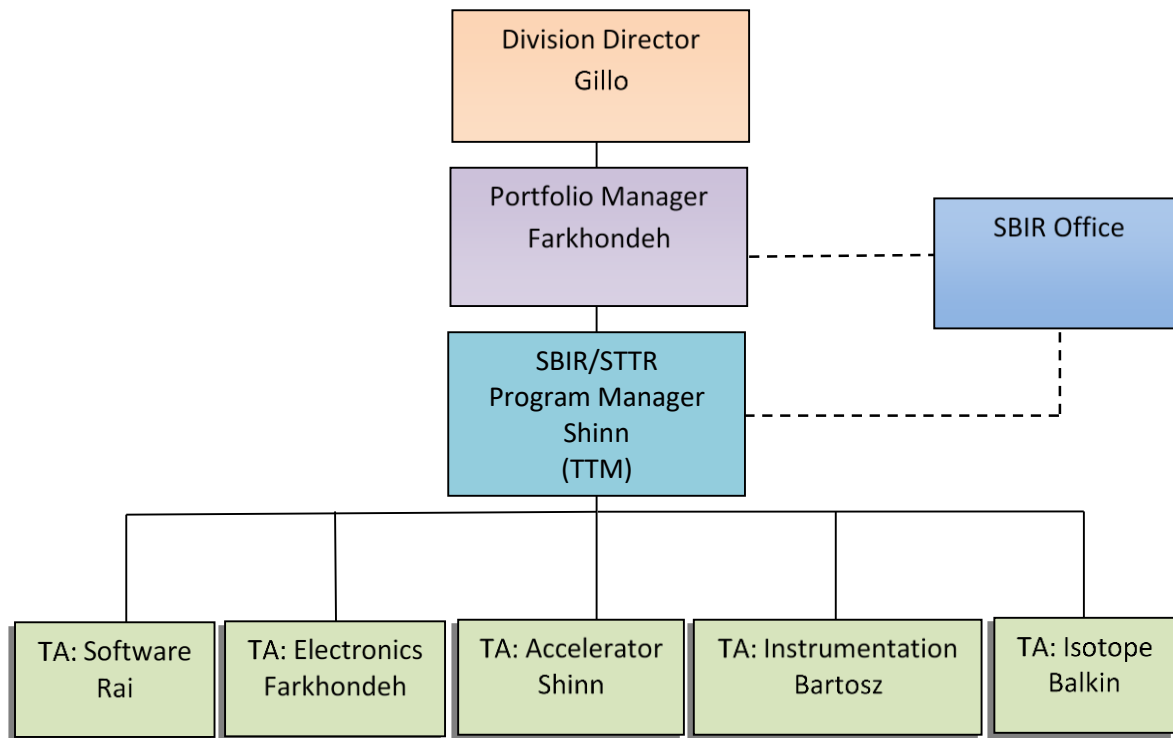 Division Director
Gillo
Portfolio Manager
Farkhondeh
SBIR Office
SBIR/STTR
Program Manager
Shinn
(TTM)
TA: Software
Rai
TA: Electronics
Farkhondeh
TA: Accelerator
Shinn
TA: Instrumentation
Bartosz
TA: Isotope
Balkin